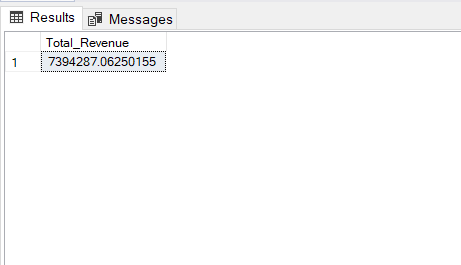 Results Messages
Total_Revenue
1 7394287.06250155